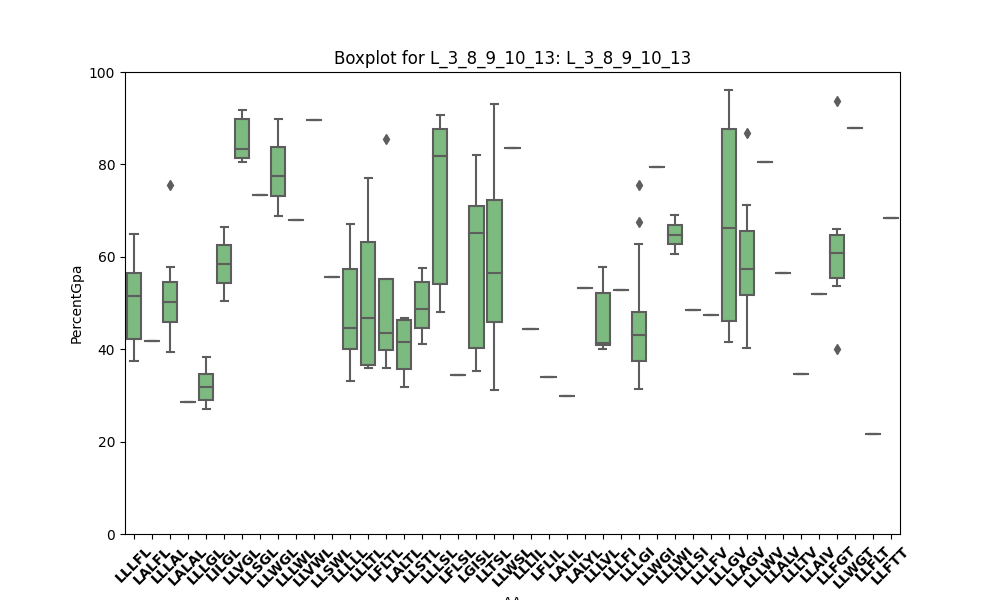 Boxplot for L_3_8_9_10_13: L_3_8_9_10_13
PercentGpa
100
80
60
40
20
0
LLLFL
LALFL
LLLAL
LALAL
LLLGL
LILGL
LLVGL
LLSGL
LLWGL
LLLWL
LLVWL
LLSWL
LLLLL
LLLTL
LFLTL
LALTL
LLSTL
LLLSL
LFLSL
LGISL
LLTSL
LLWSL
LLLIL
LFLIL
LALIL
LALYL
LLLVL
LLLFI
LLLGI
LLWGI
LLLWI
LLLSI
LLLFV
LLLGV
LLAGV
LLLWV
LLALV
LLLTV
LLAIV
LLFGT
LLWGT
LLFLT
LLFTT